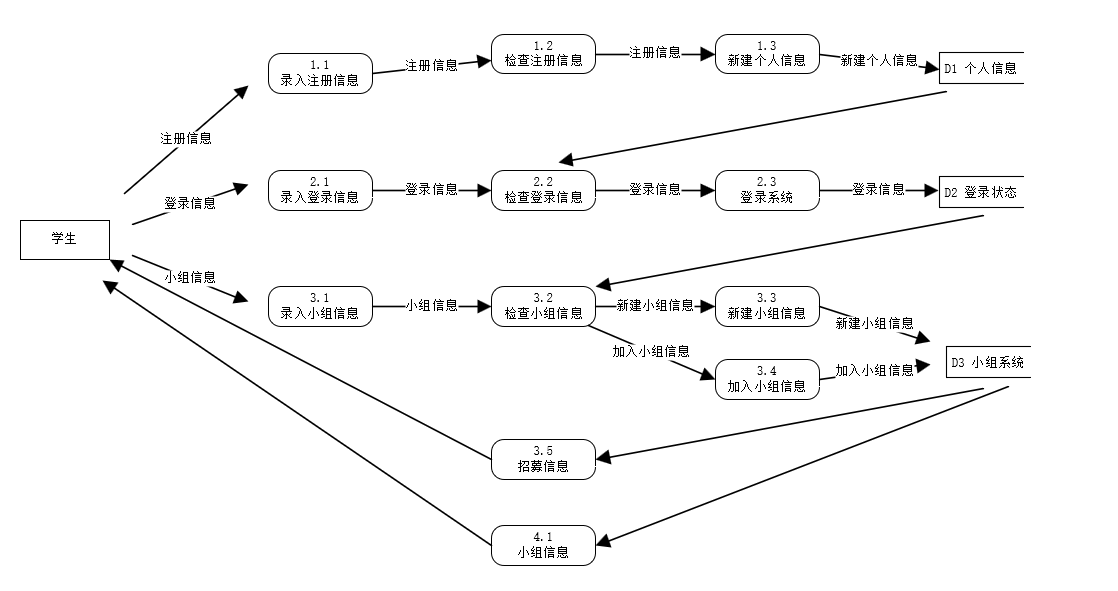 1.1
录入注册信息
注册信息
1.2
检查注册信息
注册信息
1.3
新建个人信息
新建个人信息
D1 个人信息
注册信息
登录信息
2.1
录入登录信息
登录信息
2.2
检查登录信息
登录信息
2.3
登录系统
登录信息
D2 登录状态
学生
小组信息
3.1
录入小组信息
小组信息
3.2
检查小组信息
新建小组信息
3.3
新建小组信息
新建小组信息
加入小组信息
3.4
加入小组信息
加入小组信息
D3 小组系统
3.5
招募信息
4.1
小组信息